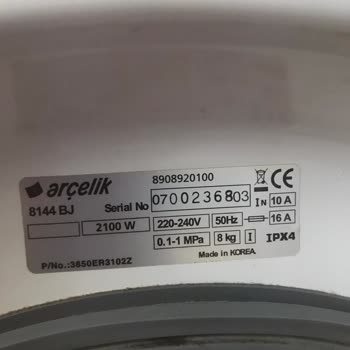 8908920100
arçelik
8144 BJ Serial No 0700236803 IN 10 A
2100 W 220-240V 50Hz 16 A
0.1-1 MPa 8 kg I IPX4
Made in KOREA.
P/No.:3850ER3102Z